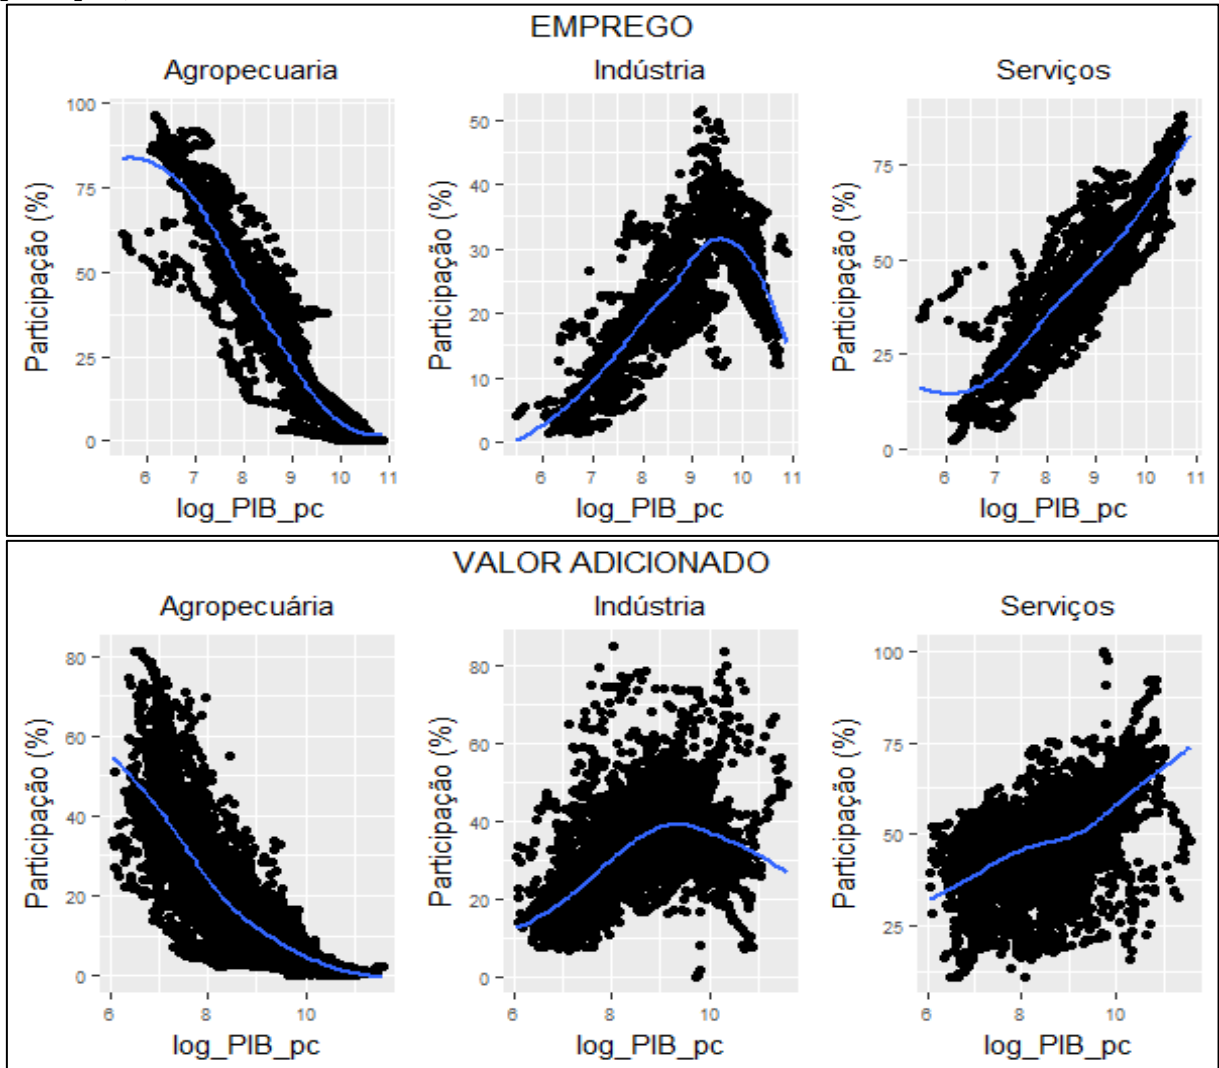 EMPREGO
Agropecuaria
Indústria
Serviços
Participação (%)
100
75
50
25
0
6 7 8 9 10 11
log_PIB_pc
Participação (%)
50
40
30
20
10
0
6 7 8 9 10 11
log_PIB_pc
Participação (%)
75
50
25
0
6 7 8 9 10 11
log_PIB_pc
VALOR ADICIONADO
Agropecuária
Indústria
Serviços
Participação (%)
80
60
40
20
0
6 8 10
log_PIB_pc
Participação (%)
80
60
40
20
0
6 8 10
log_PIB_pc
Participação (%)
100
75
50
25
6 8 10
log_PIB_pc